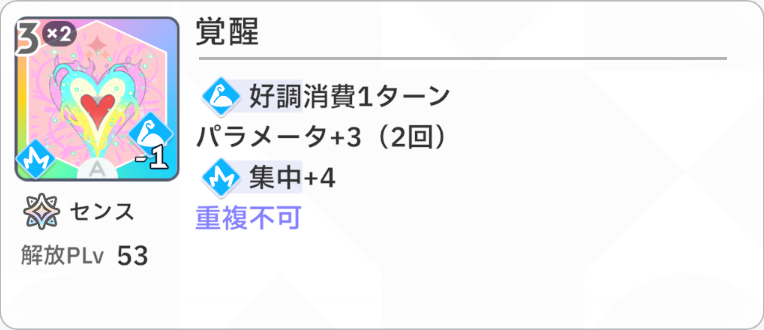 3 ×2
覚醒
好調消費1ターン
パラメータ+3（2回）
集中+4
重複不可
-1
A
センス
解放PLv 53